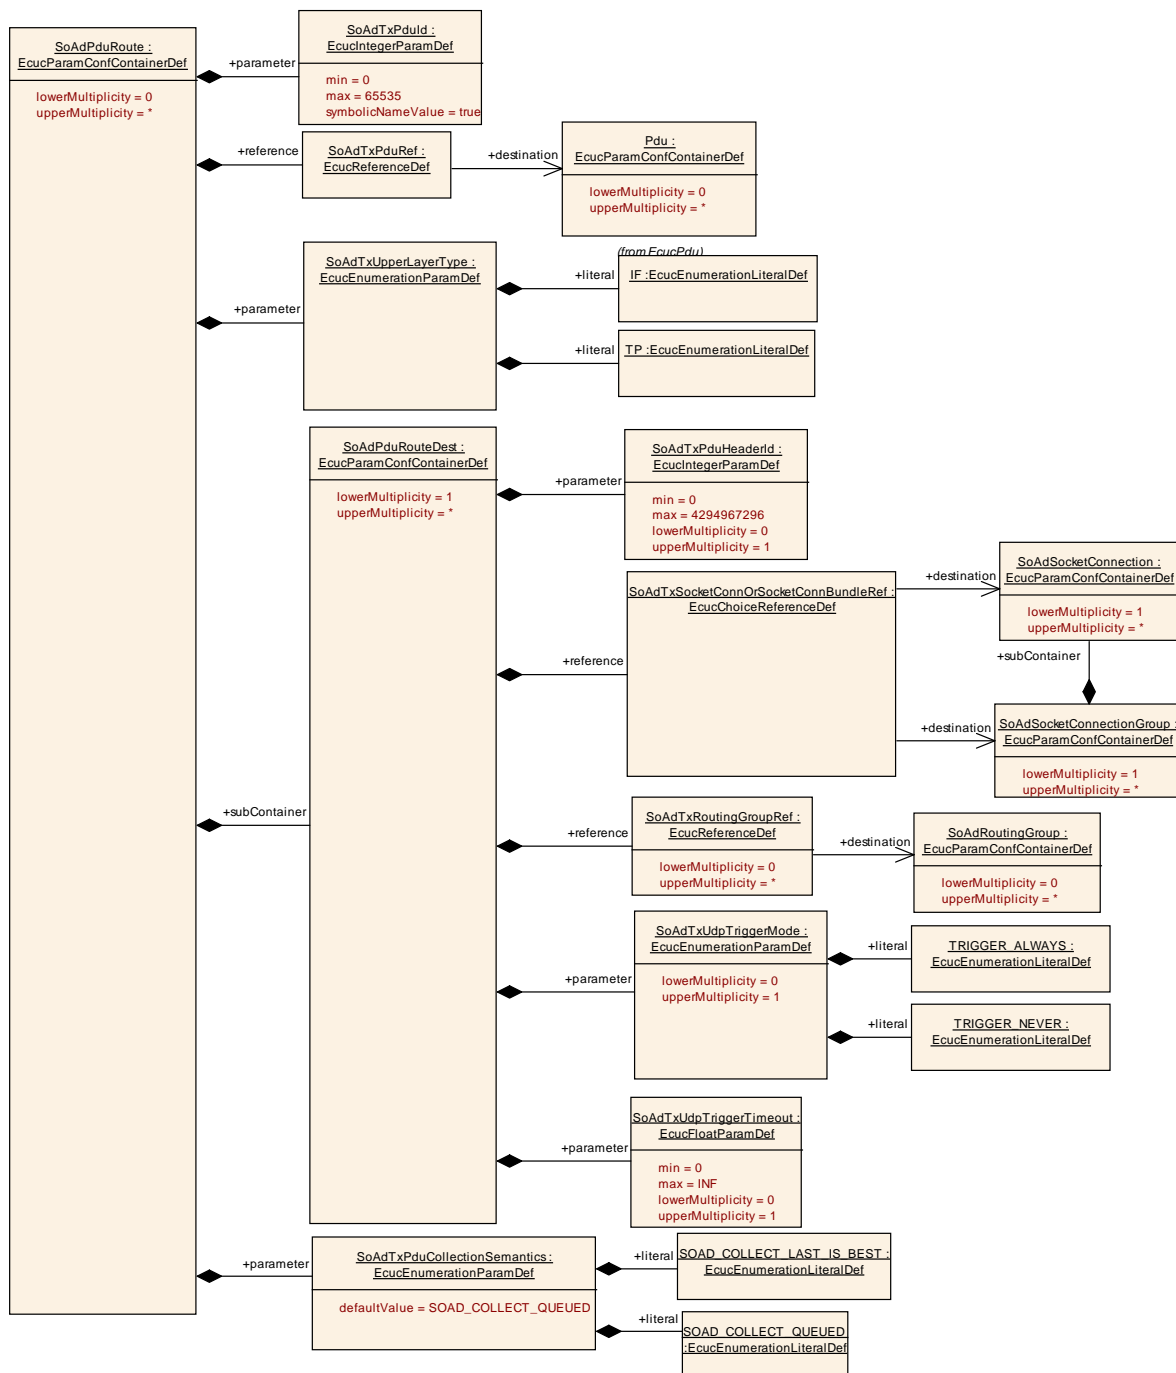 SoAdPduRoute :
EcucParamConfContainerDef
lowerMultiplicity = 0
upperMultiplicity = *
+parameter
SoAdTxPduId :
EcucIntegerParamDef
min = 0
max = 65535
symbolicNameValue = true
+reference
SoAdTxPduRef :
EcucReferenceDef
+destination
Pdu :
EcucParamConfContainerDef
lowerMultiplicity = 0
upperMultiplicity = *
(from EcucPdu)
+parameter
SoAdTxUpperLayerType :
EcucEnumerationParamDef
+literal
IF :EcucEnumerationLiteralDef
+literal
TP :EcucEnumerationLiteralDef
+subContainer
SoAdPduRouteDest :
EcucParamConfContainerDef
lowerMultiplicity = 1
upperMultiplicity = *
+parameter
SoAdTxPduHeaderId :
EcucIntegerParamDef
min = 0
max = 4294967296
lowerMultiplicity = 0
upperMultiplicity = 1
+reference
SoAdTxSocketConnOrSocketConnBundleRef :
EcucChoiceReferenceDef
+destination
SoAdSocketConnection :
EcucParamConfContainerDef
lowerMultiplicity = 1
upperMultiplicity = *
+subContainer
+destination
SoAdSocketConnectionGroup :
EcucParamConfContainerDef
lowerMultiplicity = 1
upperMultiplicity = *
+reference
SoAdTxRoutingGroupRef :
EcucReferenceDef
lowerMultiplicity = 0
upperMultiplicity = *
+destination
SoAdRoutingGroup :
EcucParamConfContainerDef
lowerMultiplicity = 0
upperMultiplicity = *
+parameter
SoAdTxUdpTriggerMode :
EcucEnumerationParamDef
lowerMultiplicity = 0
upperMultiplicity = 1
+literal
TRIGGER_ALWAYS :
EcucEnumerationLiteralDef
+literal
TRIGGER_NEVER :
EcucEnumerationLiteralDef
+parameter
SoAdTxUdpTriggerTimeout :
EcucFloatParamDef
min = 0
max = INF
lowerMultiplicity = 0
upperMultiplicity = 1
+parameter
SoAdTxPduCollectionSemantics :
EcucEnumerationParamDef
defaultValue = SOAD_COLLECT_QUEUED
+literal
SOAD_COLLECT_LAST_IS_BEST :
EcucEnumerationLiteralDef
+literal
SOAD_COLLECT_QUEUED
:EcucEnumerationLiteralDef